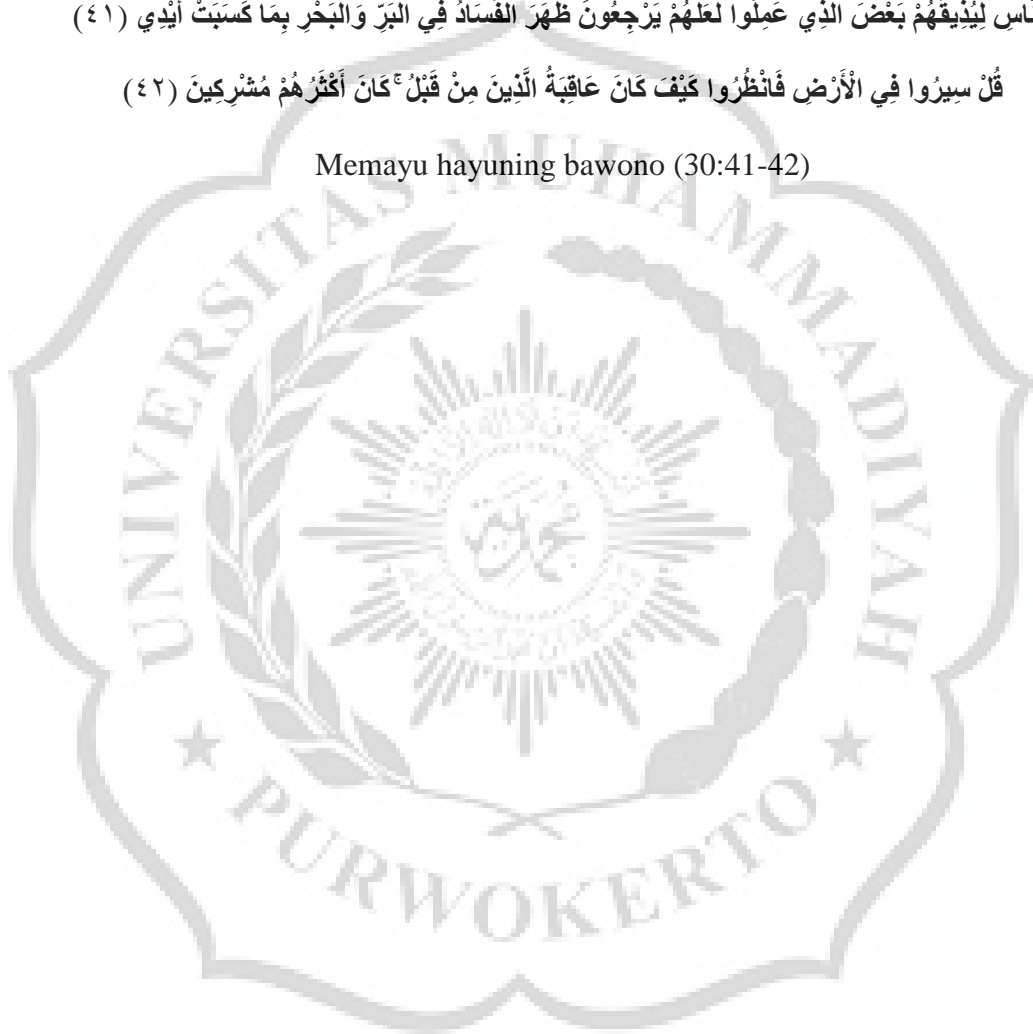 لِيُذِيقَهُمْ بَعْضَ الَّذِي عَمِلُوا لَعَلَّهُمْ يَرْجِعُونَ ظَهَرَ الْفَسَادُ فِي الْبَرِّ وَالْبَحْرِ بِمَا كَسَبَتْ أَيْدِي (٤١)
قُلْ سِيرُوا فِي الْأَرْضِ فَانْظُرُوا كَيْفَ كَانَ عَاقِبَةُ الَّذِينَ مِنْ قَبْلُ ۚ كَانَ أَكْثَرُهُمْ مُشْرِكِينَ (٤٢)
Memayu hayuning bawono (30:41-42)
UNIVERSITAS MUHAMMADIYAH
PURWOKERTO